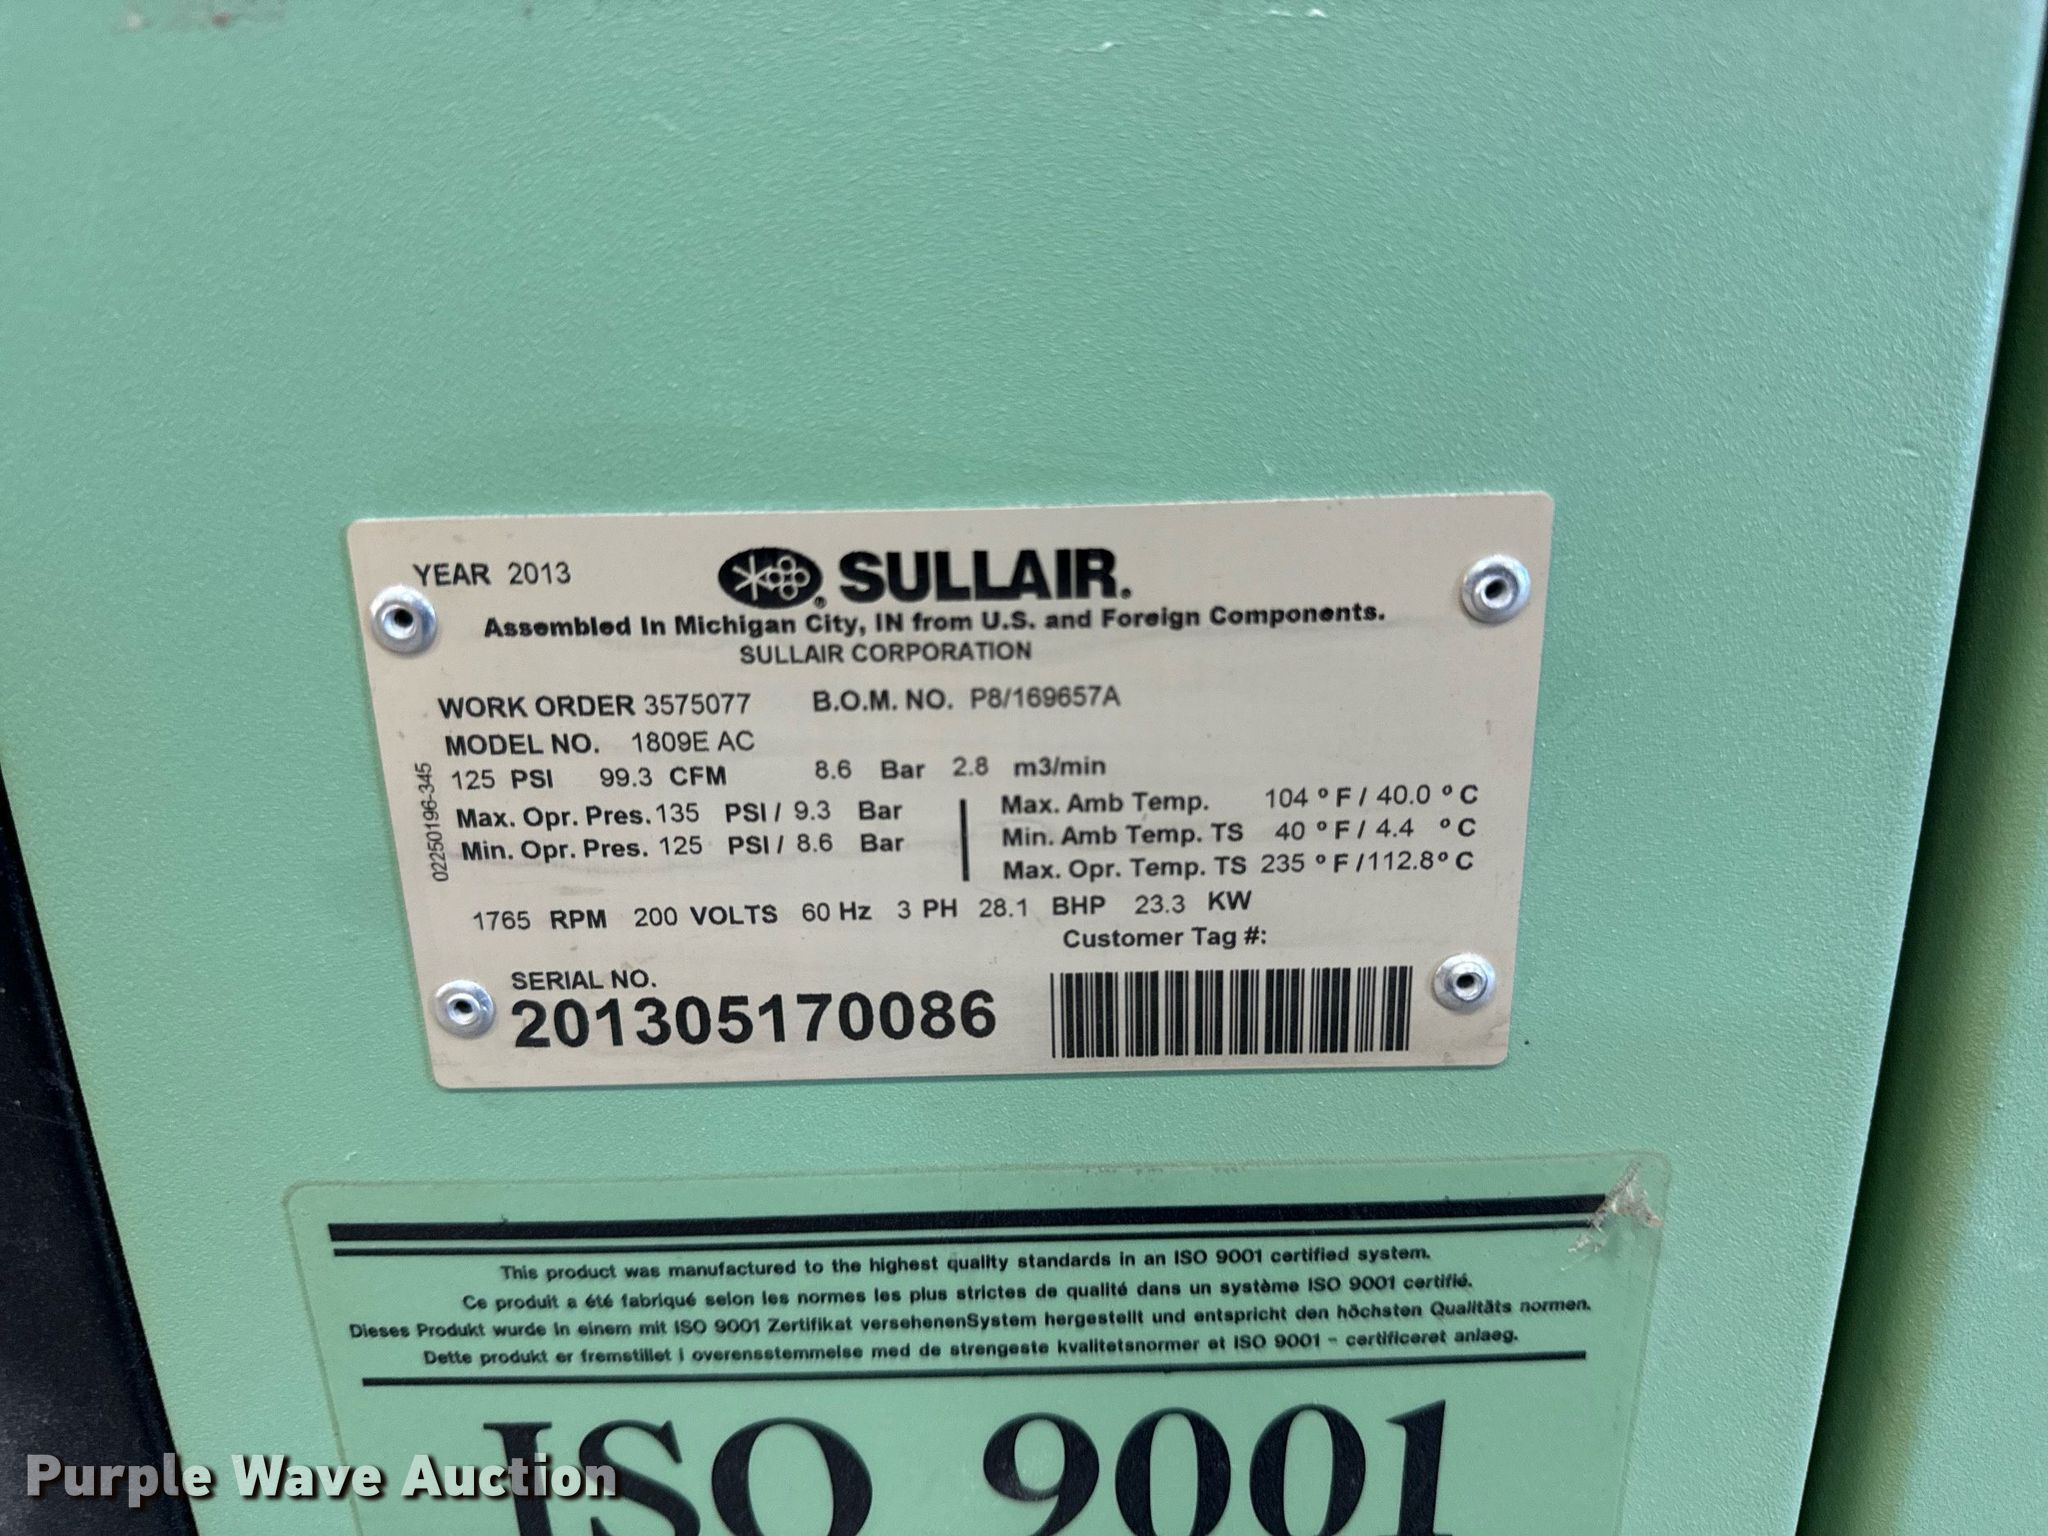 YEAR 2013
SULLAIR.
Assembled In Michigan City, IN from U.S. and Foreign Components.
SULLAIR CORPORATION
WORK ORDER 3575077 B.O.M. NO. P8/169657A
MODEL NO. 1809E AC
125 PSI 99.3 CFM 8.6 Bar 2.8 m3/min
Max. Opr. Pres. 135 PSI / 9.3 Bar
Min. Opr. Pres. 125 PSI / 8.6 Bar
Max. Amb Temp. 104 °F / 40.0 °C
Min. Amb Temp. TS 40 °F / 4.4 °C
Max. Opr. Temp. TS 235 °F /112.8°C
02250196-345
1765 RPM 200 VOLTS 60 Hz 3 PH 28.1 BHP 23.3 KW
Customer Tag #:
SERIAL NO.
201305170086
This product was manufactured to the highest quality standards in an ISO 9001 certified system.
Ce produit a été fabriqué selon les normes les plus strictes de qualité dans un système ISO 9001 certifié.
Dieses Produkt wurde in einem mit ISO 9001 Zertifikat versehenenSystem hergestellt und entspricht den höchsten Qualitäts normen.
Dette produkt er fremstillet i overensstemmelse med de strengeste kvalitetsnormer et ISO 9001 - certificeret anlaeg.
ISO 9001
Purple Wave Auction